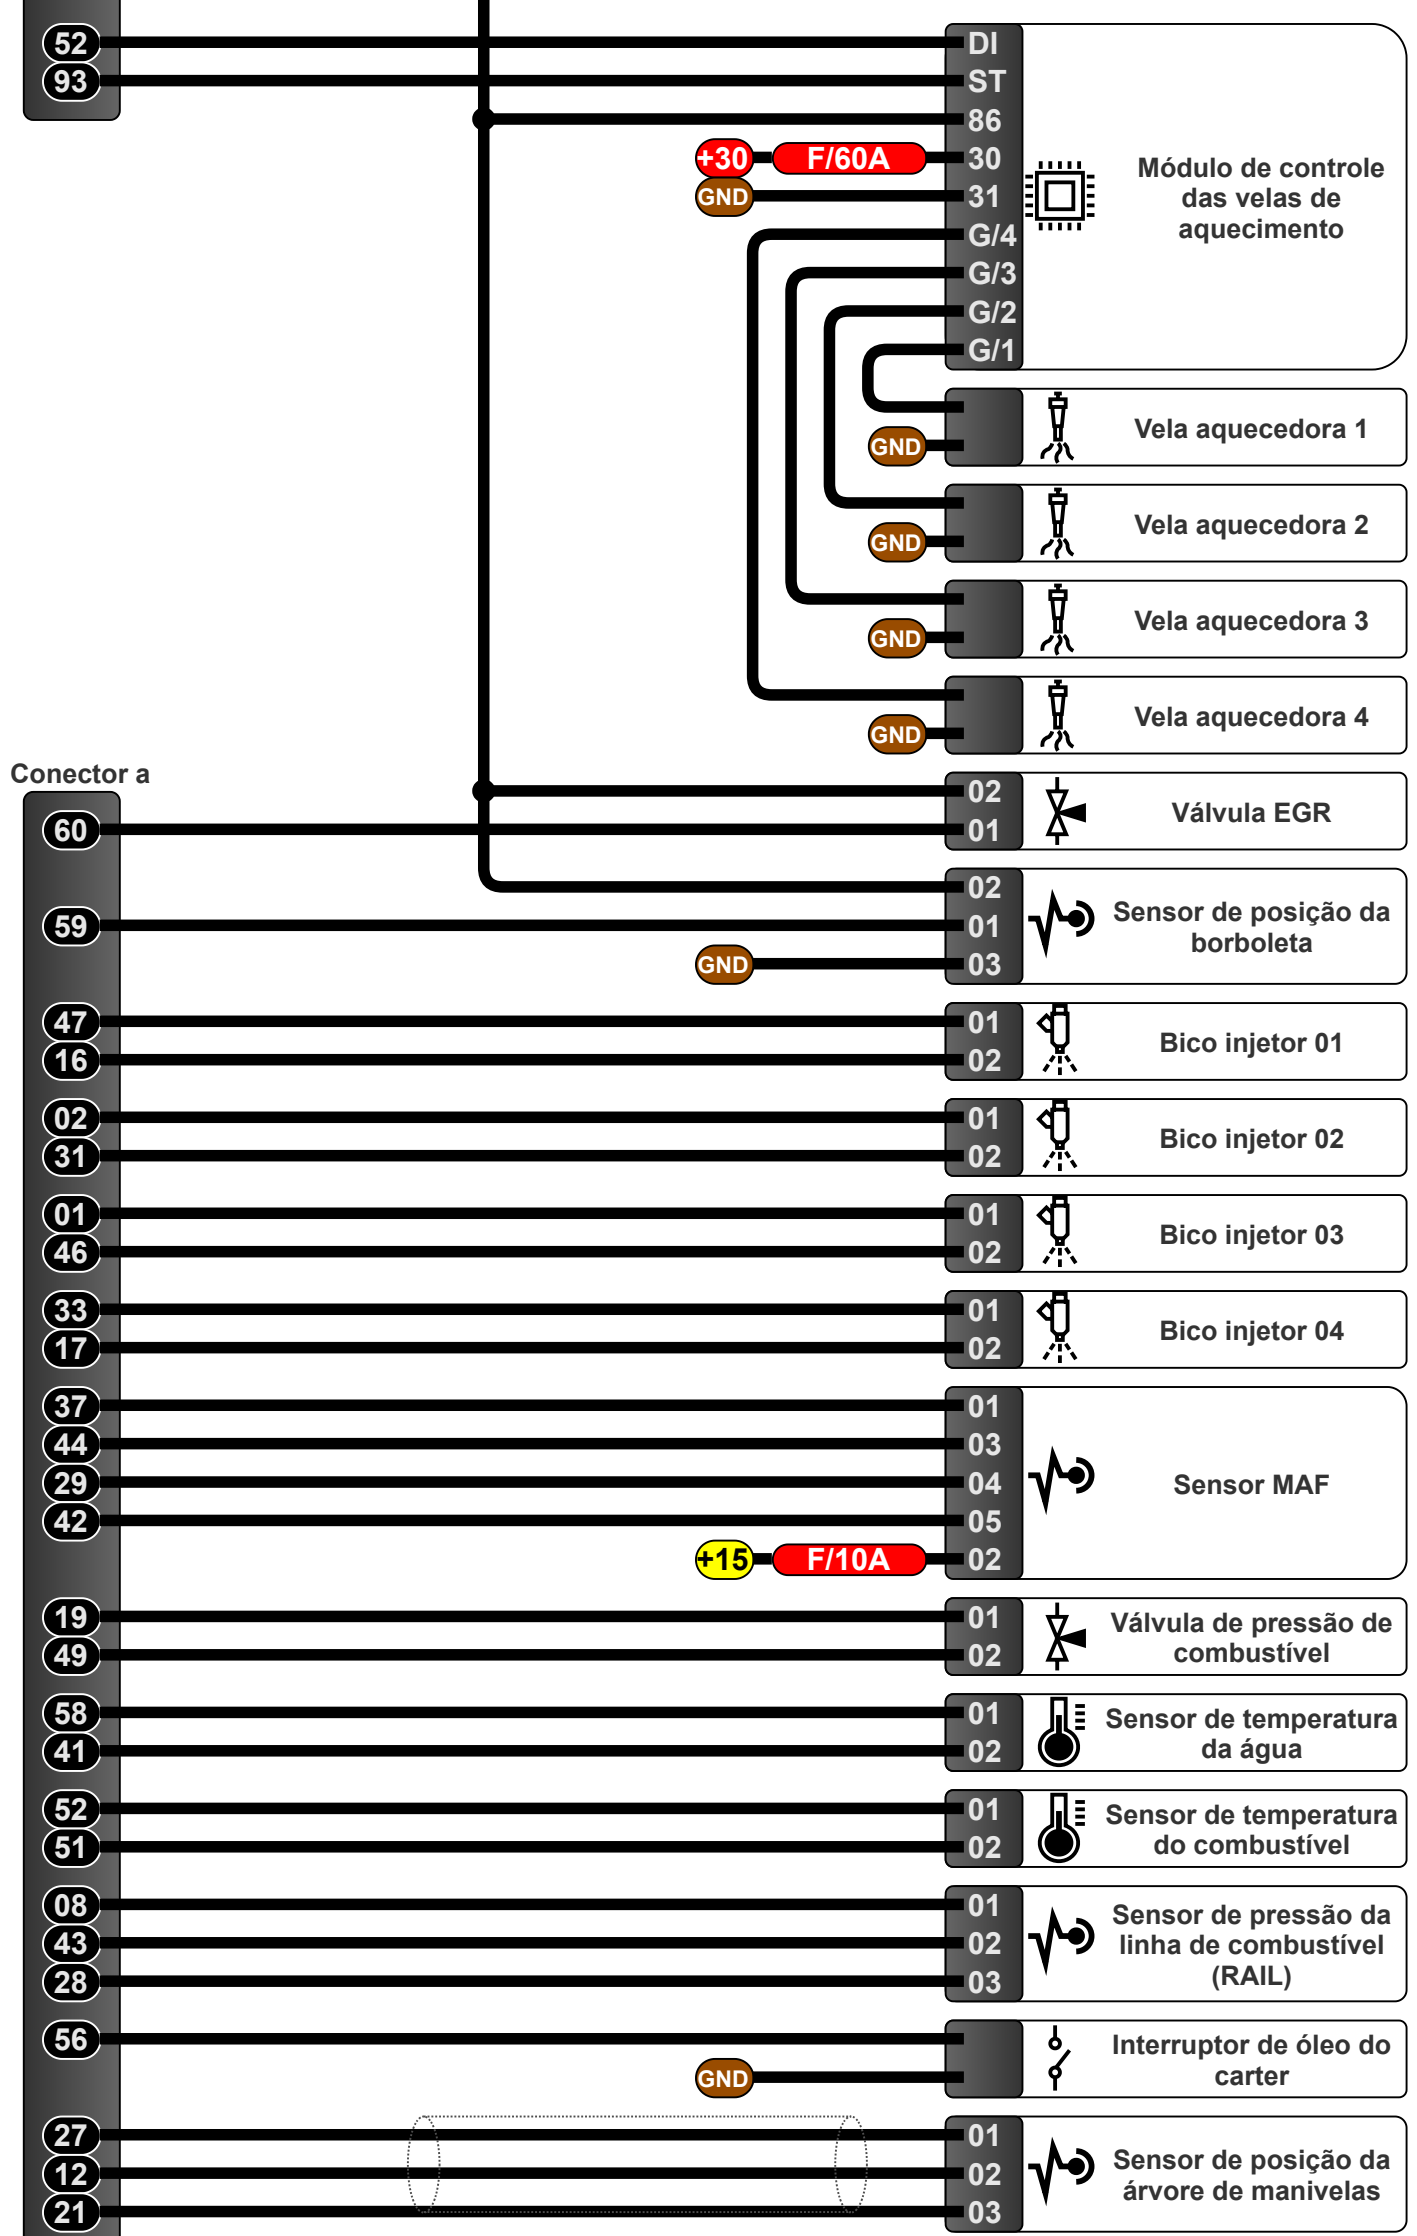 52 DI
93 ST
86
+30 F/60A 30
GND 31
G/4
G/3
G/2
G/1
Módulo de controle
das velas de
aquecimento
Vela aquecedora 1
GND
Vela aquecedora 2
GND
Vela aquecedora 3
GND
Vela aquecedora 4
GND
Conector a
02
60 01
Válvula EGR
02
59 01
GND 03
Sensor de posição da
borboleta
47 01
16 02
Bico injetor 01
02 01
31 02
Bico injetor 02
01 01
46 02
Bico injetor 03
33 01
17 02
Bico injetor 04
37 01
44 03
29 04
42 05
+15 F/10A 02
Sensor MAF
19 01
49 02
Válvula de pressão de
combustível
58 01
41 02
Sensor de temperatura
da água
52 01
51 02
Sensor de temperatura
do combustível
08 01
43 02
28 03
Sensor de pressão da
linha de combustível
(RAIL)
56
GND
Interruptor de óleo do
carter
27 01
12 02
21 03
Sensor de posição da
árvore de manivelas